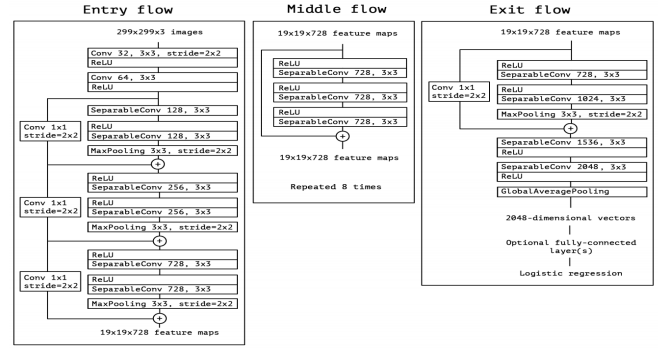 Entry flow
299x299x3 images
Conv 32, 3x3, stride=2x2
ReLU
Conv 64, 3x3
ReLU
SeparableConv 128, 3x3
Conv 1x1
stride=2x2
ReLU
SeparableConv 128, 3x3
MaxPooling 3x3, stride=2x2
+
ReLU
SeparableConv 256, 3x3
Conv 1x1
stride=2x2
ReLU
SeparableConv 256, 3x3
MaxPooling 3x3, stride=2x2
+
ReLU
SeparableConv 728, 3x3
Conv 1x1
stride=2x2
ReLU
SeparableConv 728, 3x3
MaxPooling 3x3, stride=2x2
+
19x19x728 feature maps
Middle flow
19x19x728 feature maps
ReLU
SeparableConv 728, 3x3
ReLU
SeparableConv 728, 3x3
ReLU
SeparableConv 728, 3x3
+
19x19x728 feature maps
Repeated 8 times
Exit flow
19x19x728 feature maps
ReLU
SeparableConv 728, 3x3
Conv 1x1
stride=2x2
ReLU
SeparableConv 1024, 3x3
MaxPooling 3x3, stride=2x2
+
SeparableConv 1536, 3x3
ReLU
SeparableConv 2048, 3x3
ReLU
GlobalAveragePooling
2048-dimensional vectors
Optional fully-connected
layer(s)
Logistic regression